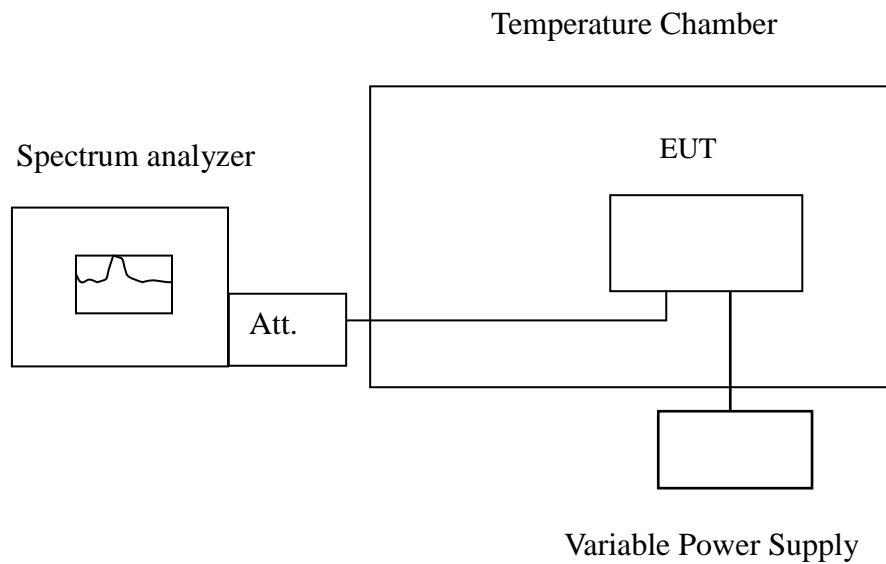 Temperature Chamber
EUT
Spectrum analyzer
Att.
Variable Power Supply